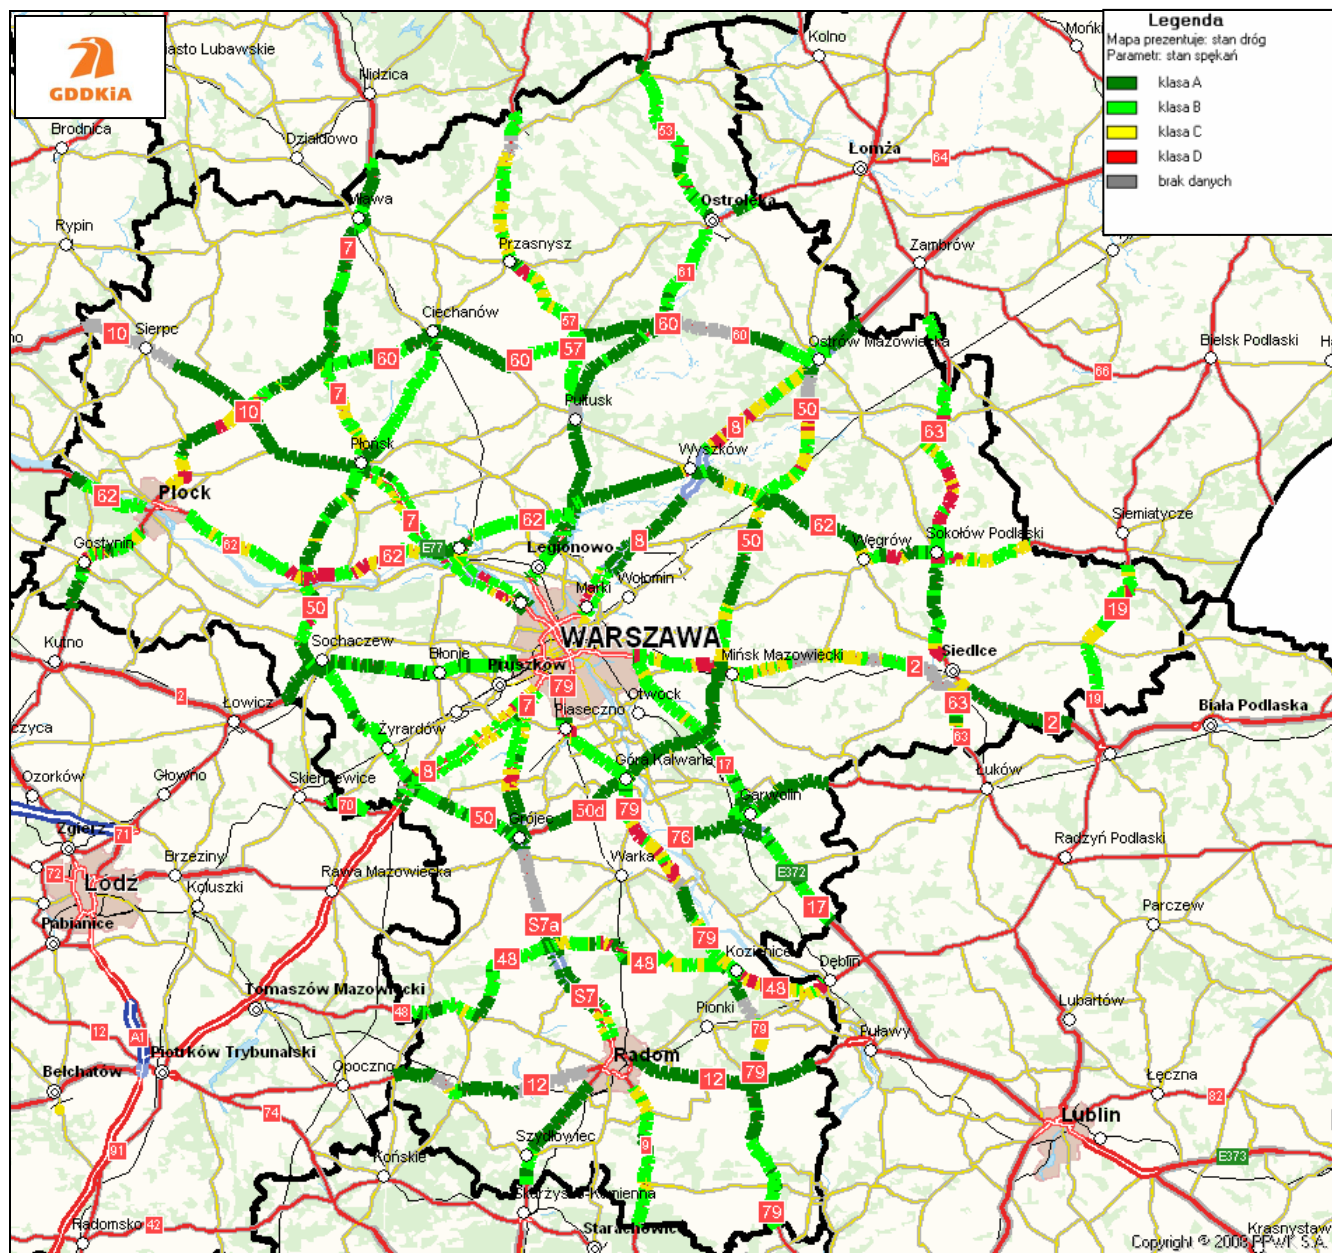 Legenda
Mapa prezentuje: stan dróg
Parametr: stan spękań
klasa A
klasa B
klasa C
klasa D
brak danych
GDDKiA
Kolno
Nidzica
Brodnica
Działdowo
53
Łomża
64
Ostrołęka
Mława
Rypin
7
Przasnysz
Zambrów
61
Ciechanów
57
60
60
10
Sierpc
60
60
57
Ostrów Mazowiecka
Bielsk Podlaski
66
7
10
50
Pułtusk
8
63
Płońsk
Wyszków
62
Płock
7
62
62
Siemiatycze
62
62
E77
Legionowo
8
50
Węgrów
Sokołów Podlaski
Gostynin
Marki
Wołomin
50
19
WARSZAWA
Kutno
Sochaczew
Błonie
Pruszków
Mińsk Mazowiecki
Siedlce
2
2
79
Otwock
63
19
Łowicz
7
Piaseczno
2
Biała Podlaska
Żyrardów
63
Góra Kalwaria
17
8
Łuków
Ozorków
Głowno
Skierniewice
70
50
50d
79
Garwolin
Zgierz
71
Grójec
76
Brzeziny
Warka
Radzyń Podlaski
72
Łódź
Koluszki
Rawa Mazowiecka
E372
17
Parczew
Pabianice
S7a
79
48
48
Kozienice
Dęblin
48
Tomaszów Mazowiecki
S7
48
Pionki
Lubartów
12
A1
79
Puławy
Piotrków Trybunalski
Radom
Bełchatów
Opoczno
12
12
79
Łęczna
82
74
Lublin
Szydłowiec
91
9
Końskie
E373
Skarżysko-Kamienna
Radomsko
42
79
Starachowice
Krasnystaw
Copyright © 2008 PPWK S.A.